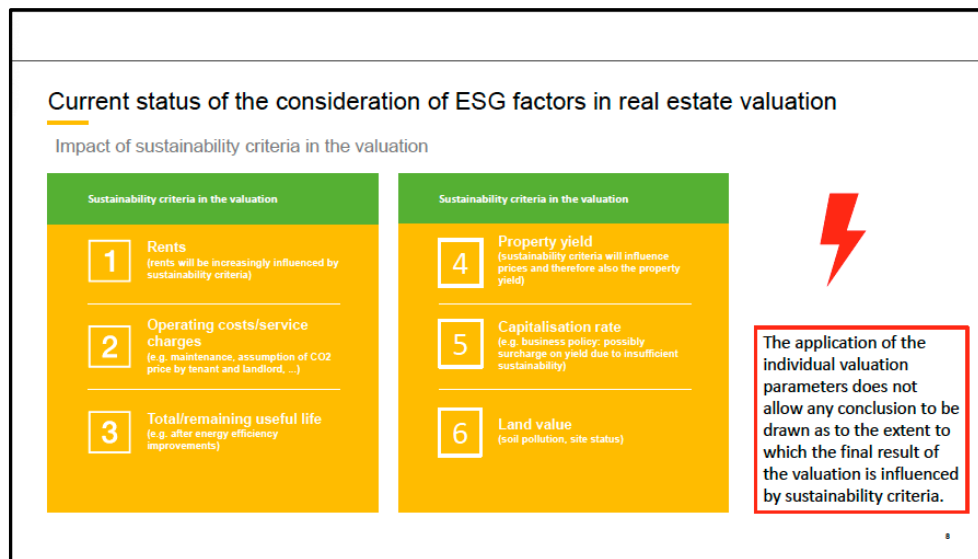 Current status of the consideration of ESG factors in real estate valuation
Impact of sustainability criteria in the valuation
Sustainability criteria in the valuation
1
Rents
(rents will be increasingly influenced by
sustainability criteria)
2
Operating costs/service
charges
(e.g. maintenance, assumption of CO2
price by tenant and landlord, ...)
3
Total/remaining useful life
(e.g. after energy efficiency
improvements)
Sustainability criteria in the valuation
4
Property yield
(sustainability criteria will influence
prices and therefore also the property
yield)
5
Capitalisation rate
(e.g. business policy: possibly
surcharge on yield due to insufficient
sustainability)
6
Land value
(soil pollution, site status)
The application of the
individual valuation
parameters does not
allow any conclusion to be
drawn as to the extent to
which the final result of
the valuation is influenced
by sustainability criteria.
8